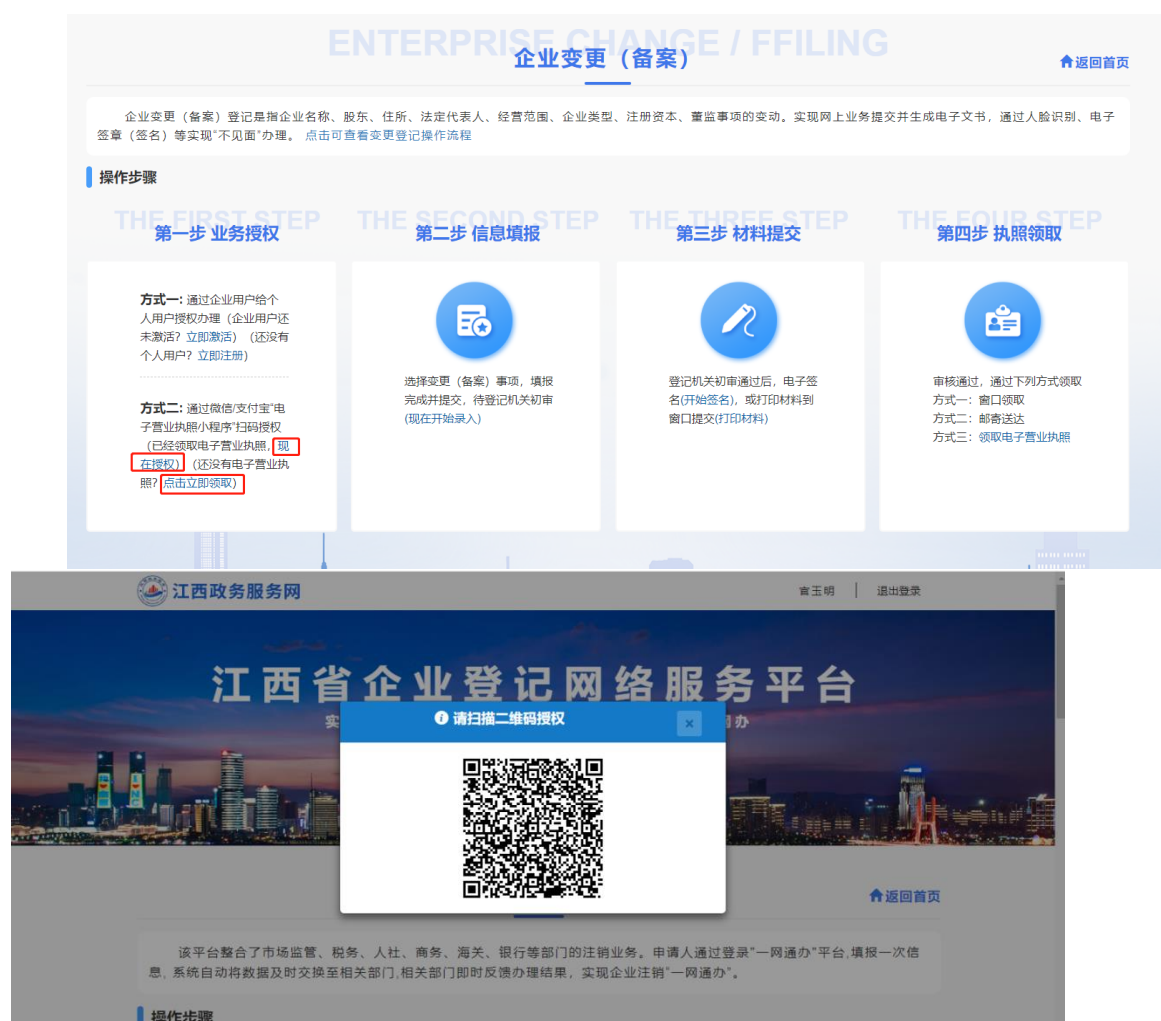 ENTERPRISE CHANGE / FFILING
企业变更（备案）
返回首页
企业变更（备案）登记是指企业名称、股东、住所、法定代表人、经营范围、企业类型、注册资本、董监事项的变动。实现网上业务提交并生成电子文书，通过人脸识别、电子
签章（签名）等实现"不见面"办理。 点击可查看变更登记操作流程
操作步骤
THE FIRST STEP
第一步 业务授权
THE SECOND STEP
第二步 信息填报
THE THREE STEP
第三步 材料提交
THE FOUR STEP
第四步 执照领取
方式一: 通过企业用户给个
人用户授权办理（企业用户还
未激活？立即激活）（还没有
个人用户？立即注册）
方式二: 通过微信/支付宝"电
子营业执照小程序"扫码授权
（已经领取电子营业执照, 现
在授权）（还没有电子营业执
照? 点击立即领取）
选择变更（备案）事项，填报
完成并提交，待登记机关初审
(现在开始录入)
登记机关初审通过后，电子签
名(开始签名)，或打印材料到
窗口提交(打印材料)
审核通过，通过下列方式领取
方式一：窗口领取
方式二：邮寄送达
方式三：领取电子营业执照
江西政务服务网
官玉明
退出登录
江西省企业登记网络服务平台
实
办
请扫描二维码授权
×
返回首页
该平台整合了市场监管、税务、人社、商务、海关、银行等部门的注销业务。申请人通过登录"一网通办"平台,填报一次信
息, 系统自动将数据及时交换至相关部门,相关部门即时反馈办理结果，实现企业注销"一网通办"。
操作步骤